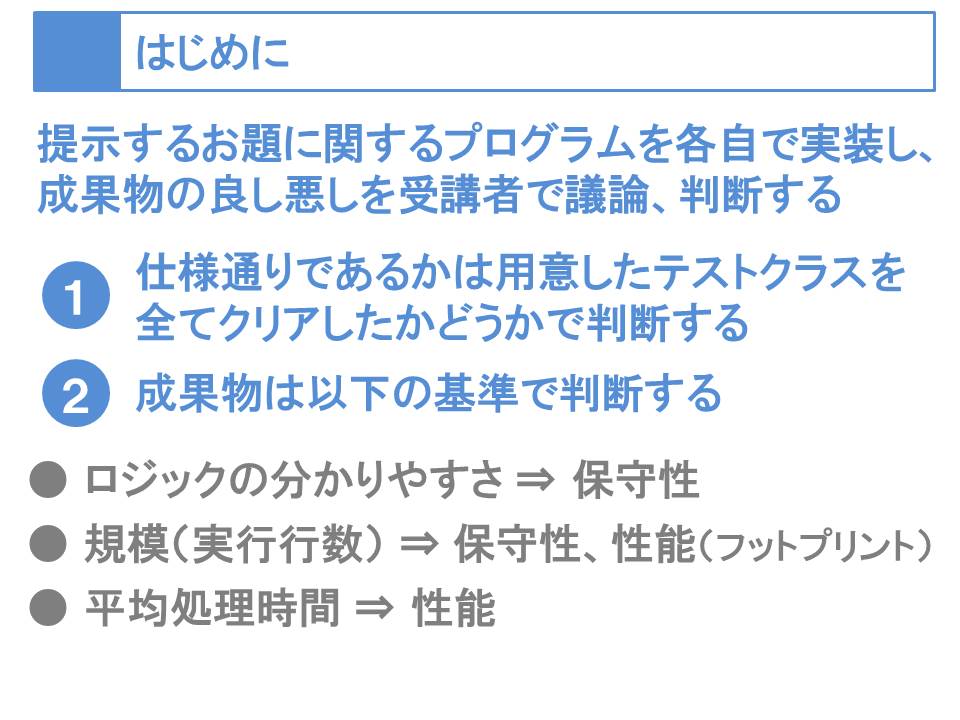 はじめに
提示するお題に関するプログラムを各自で実装し、
成果物の良し悪しを受講者で議論、判断する
1 仕様通りであるかは用意したテストクラスを
全てクリアしたかどうかで判断する
2 成果物は以下の基準で判断する
● ロジックの分かりやすさ ⇒ 保守性
● 規模（実行行数） ⇒ 保守性、性能（フットプリント）
● 平均処理時間 ⇒ 性能